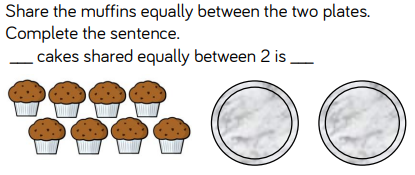 Share the muffins equally between the two plates.
Complete the sentence.
___ cakes shared equally between 2 is ___